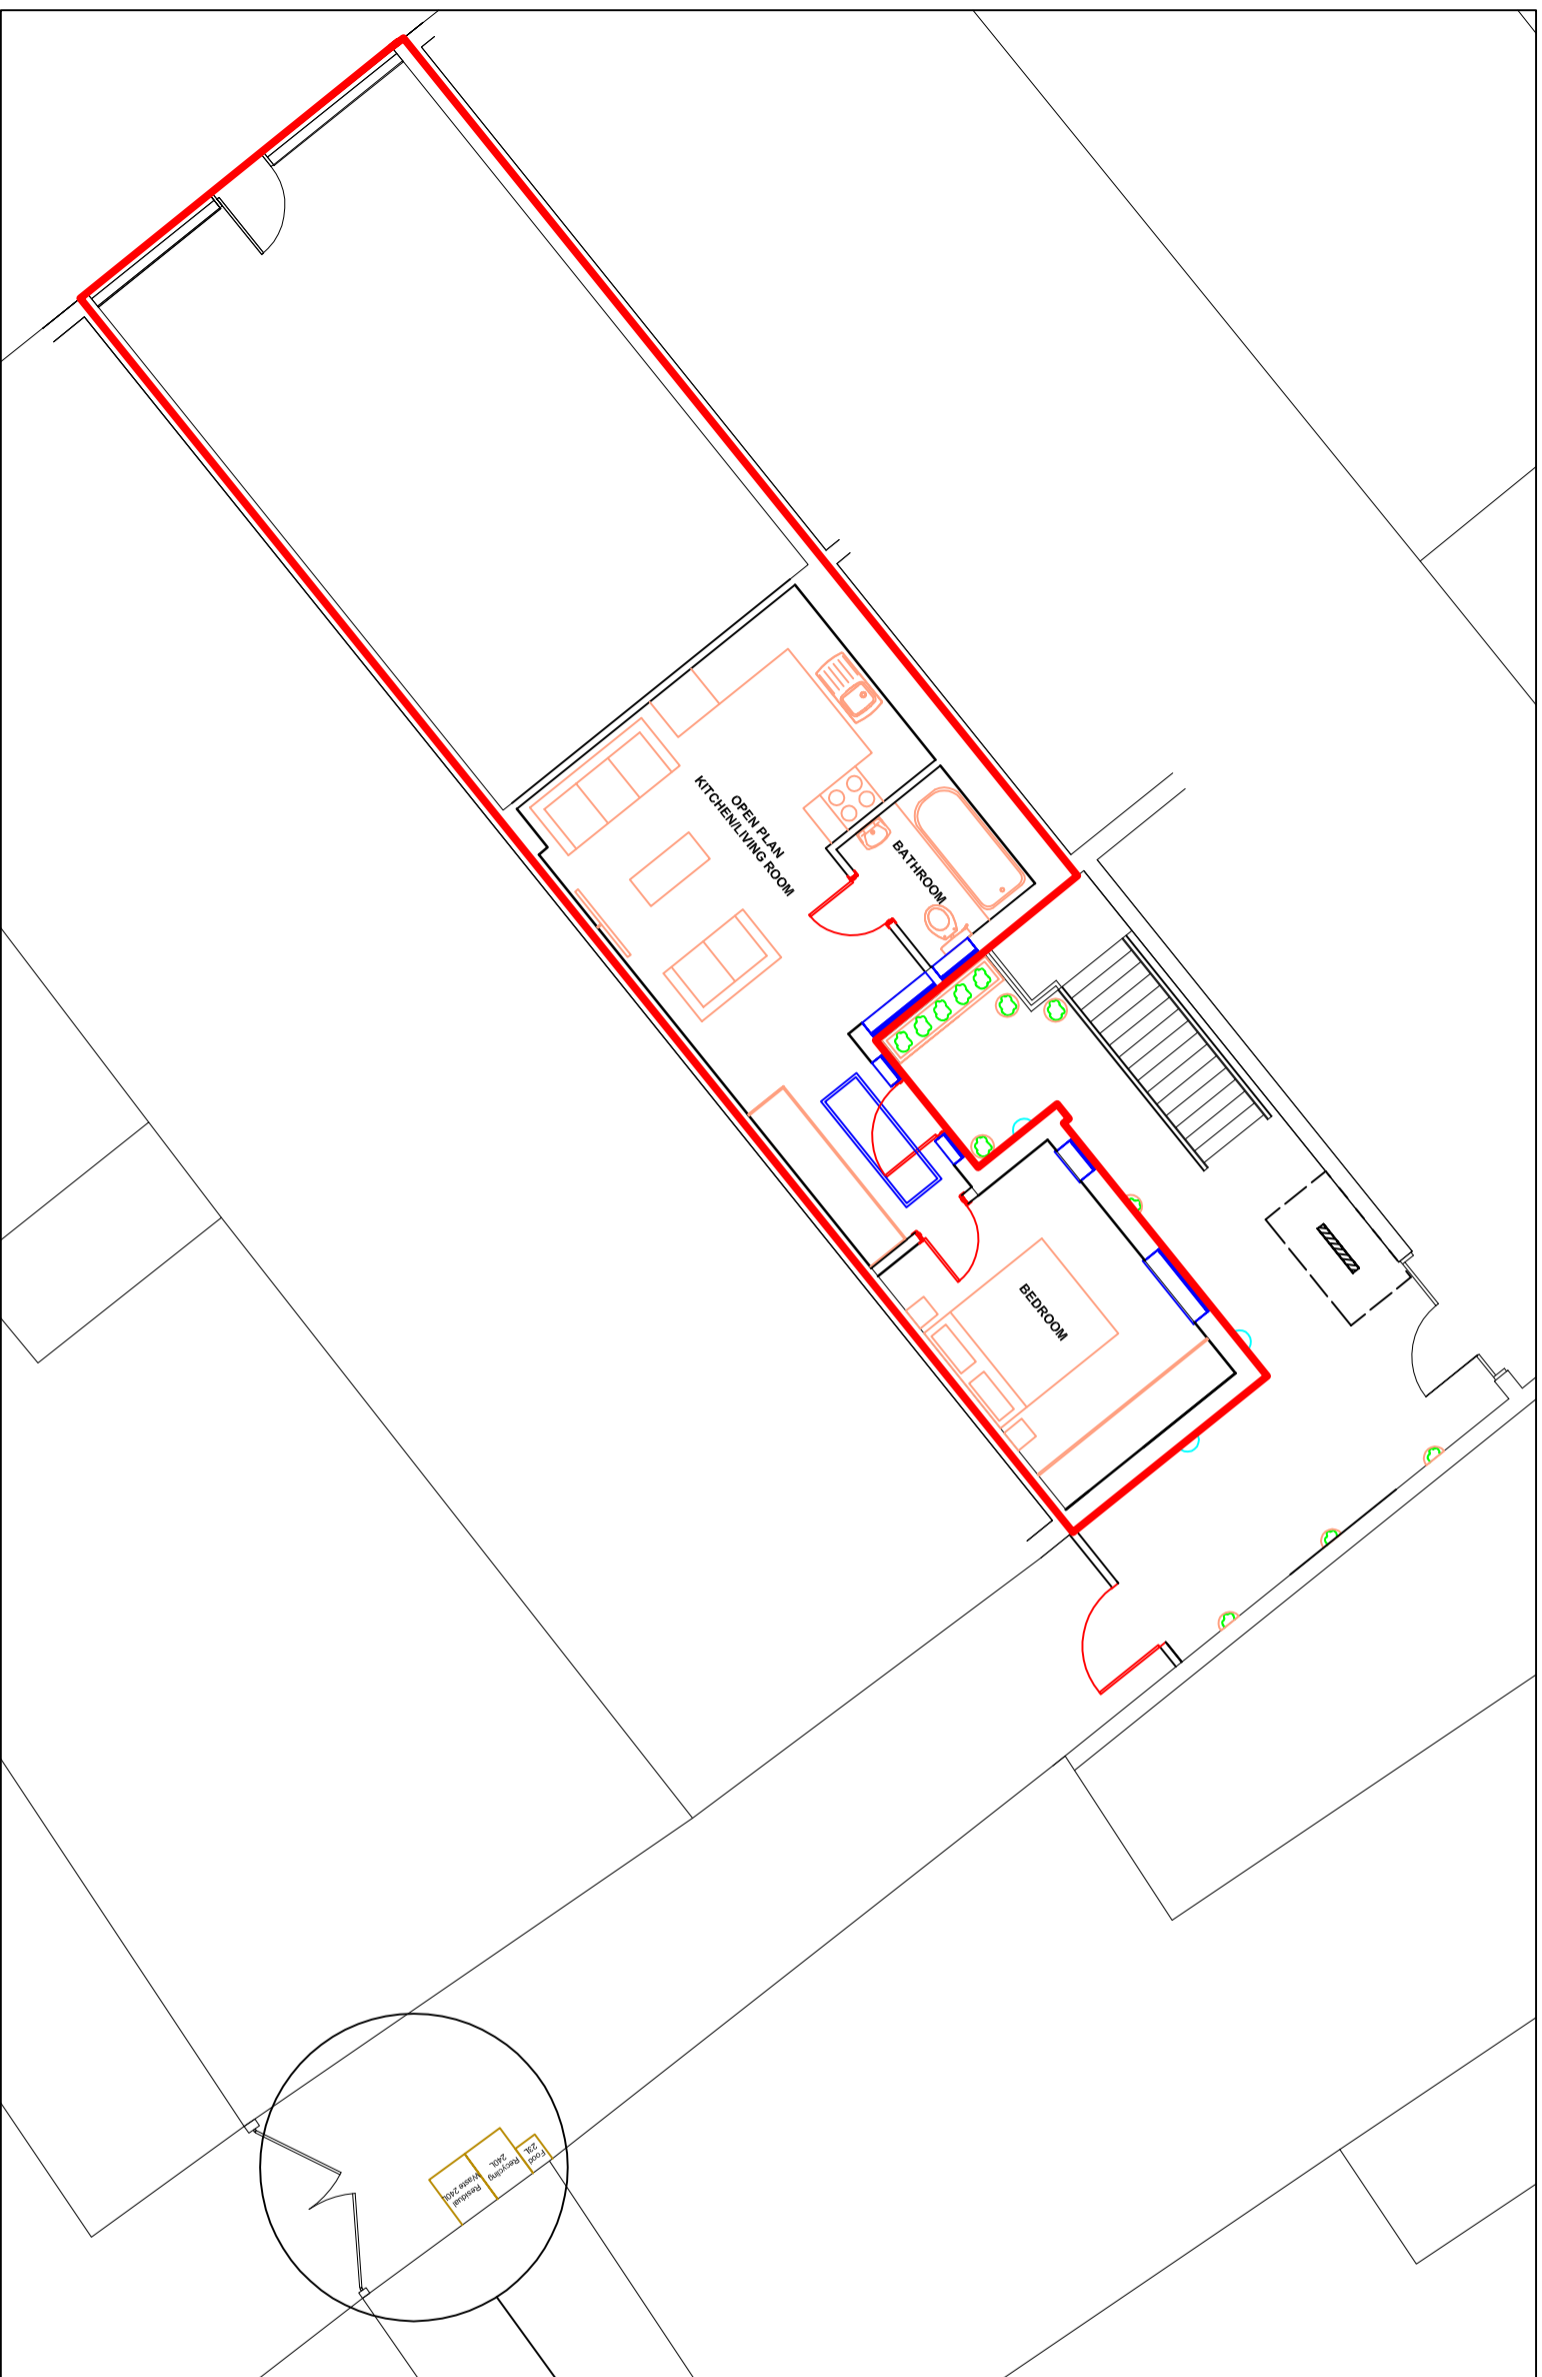 OPEN PLAN
KITCHEN/LIVING ROOM
BATHROOM
BEDROOM
Residual
Waste 240L
Recycling
240L
Food
23L